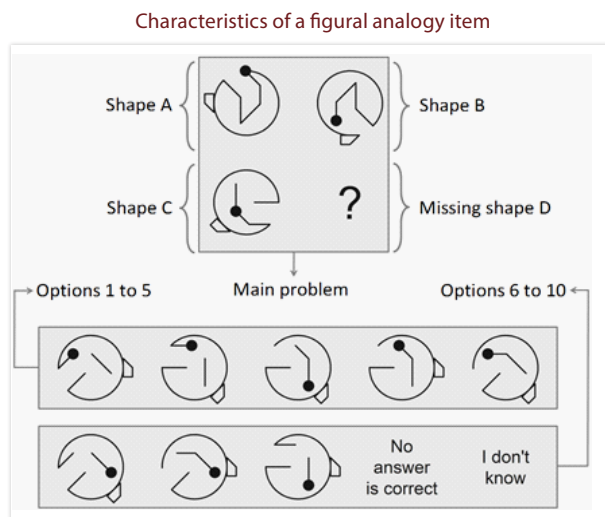 Characteristics of a figural analogy item
Shape A
Shape B
Shape C
?
Missing shape D
Options 1 to 5
Main problem
Options 6 to 10
No
answer
is correct
I don't
know